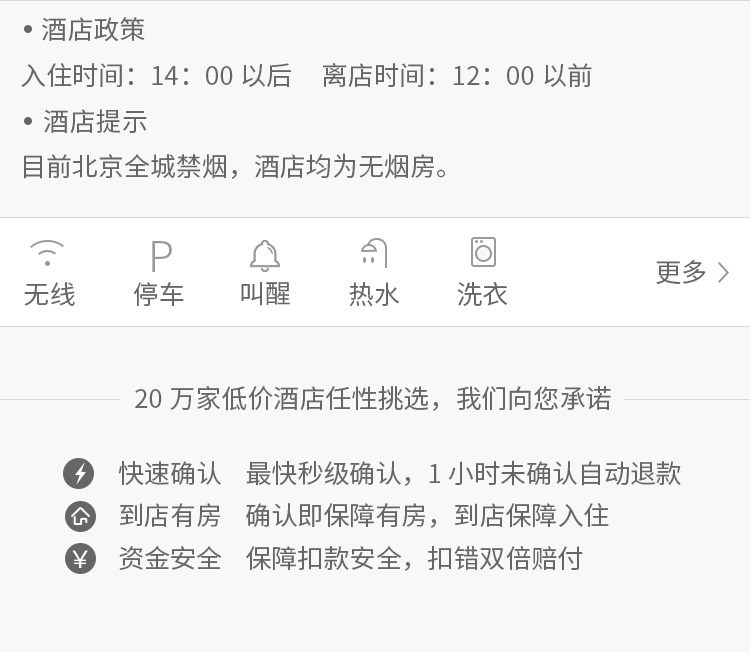 • 酒店政策
入住时间：14：00 以后 离店时间：12：00 以前
• 酒店提示
目前北京全城禁烟，酒店均为无烟房。
P
无线 停车 叫醒 热水 洗衣 更多 >
20 万家低价酒店任性挑选，我们向您承诺
快速确认 最快秒级确认，1 小时未确认自动退款
到店有房 确认即保障有房，到店保障入住
¥ 资金安全 保障扣款安全，扣错双倍赔付